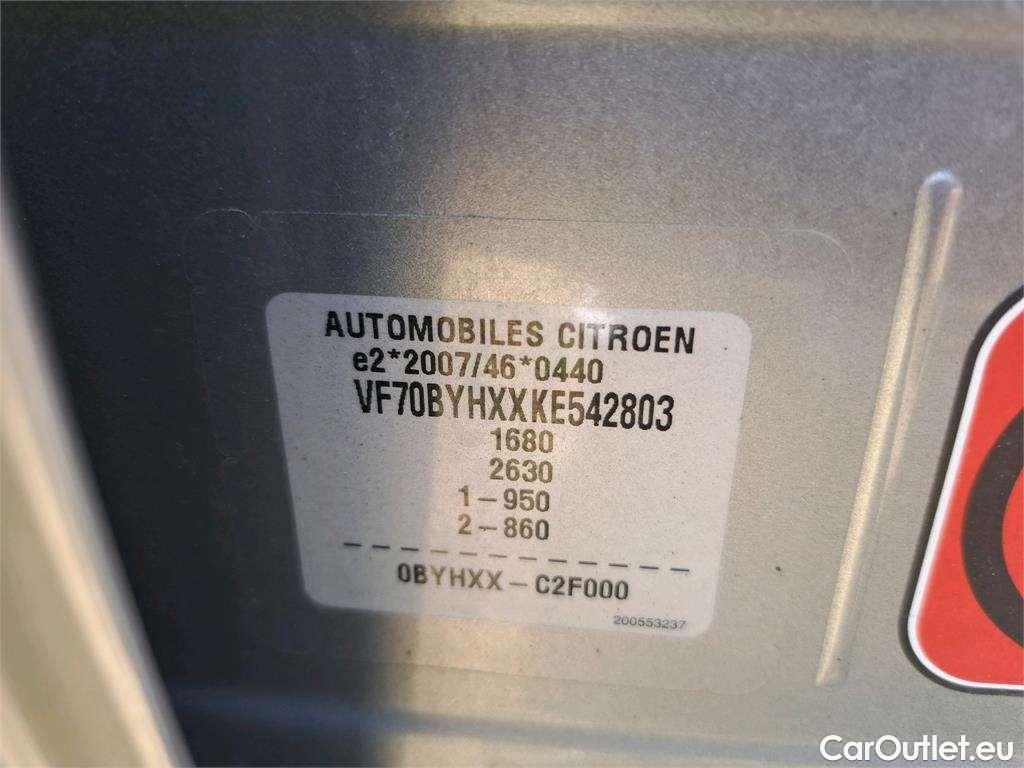 AUTOMOBILES CITROEN
e2*2007/46*0440
VF70BYHXXKE542803
1680
2630
1-950
2-860
0BYHXX-C2F000
200553237
CarOutlet.eu